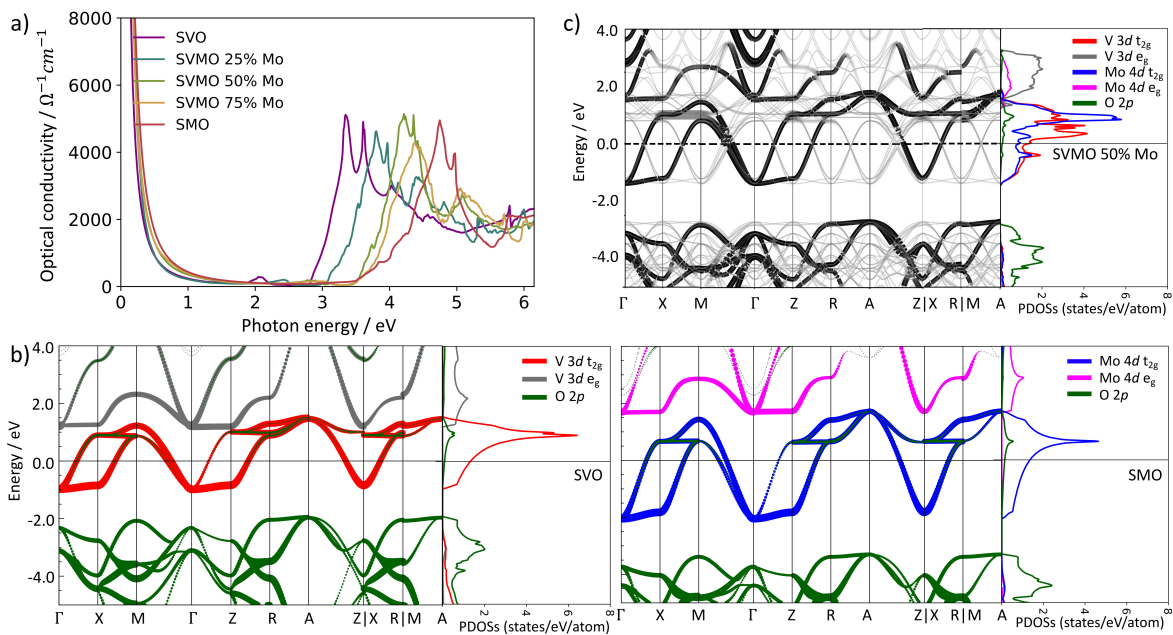 a)
8000
6000
4000
2000
0
Optical conductivity / Ω⁻¹cm⁻¹
SVO
SVMO 25% Mo
SVMO 50% Mo
SVMO 75% Mo
SMO
0 1 2 3 4 5 6
Photon energy / eV
c)
4.0
2.0
0.0
-2.0
-4.0
Energy / eV
V 3d t2g
V 3d eg
Mo 4d t2g
Mo 4d eg
O 2p
SVMO 50% Mo
Γ X M Γ Z R A Z|X R|M A
2 4 6 8
PDOSs (states/eV/atom)
b)
4.0
2.0
0.0
-2.0
-4.0
Energy / eV
V 3d t2g
V 3d eg
O 2p
SVO
Γ X M Γ Z R A Z|X R|M A
2 4 6 8
PDOSs (states/eV/atom)
Mo 4d t2g
Mo 4d eg
O 2p
SMO
Γ X M Γ Z R A Z|X R|M A
2 4 6 8
PDOSs (states/eV/atom)